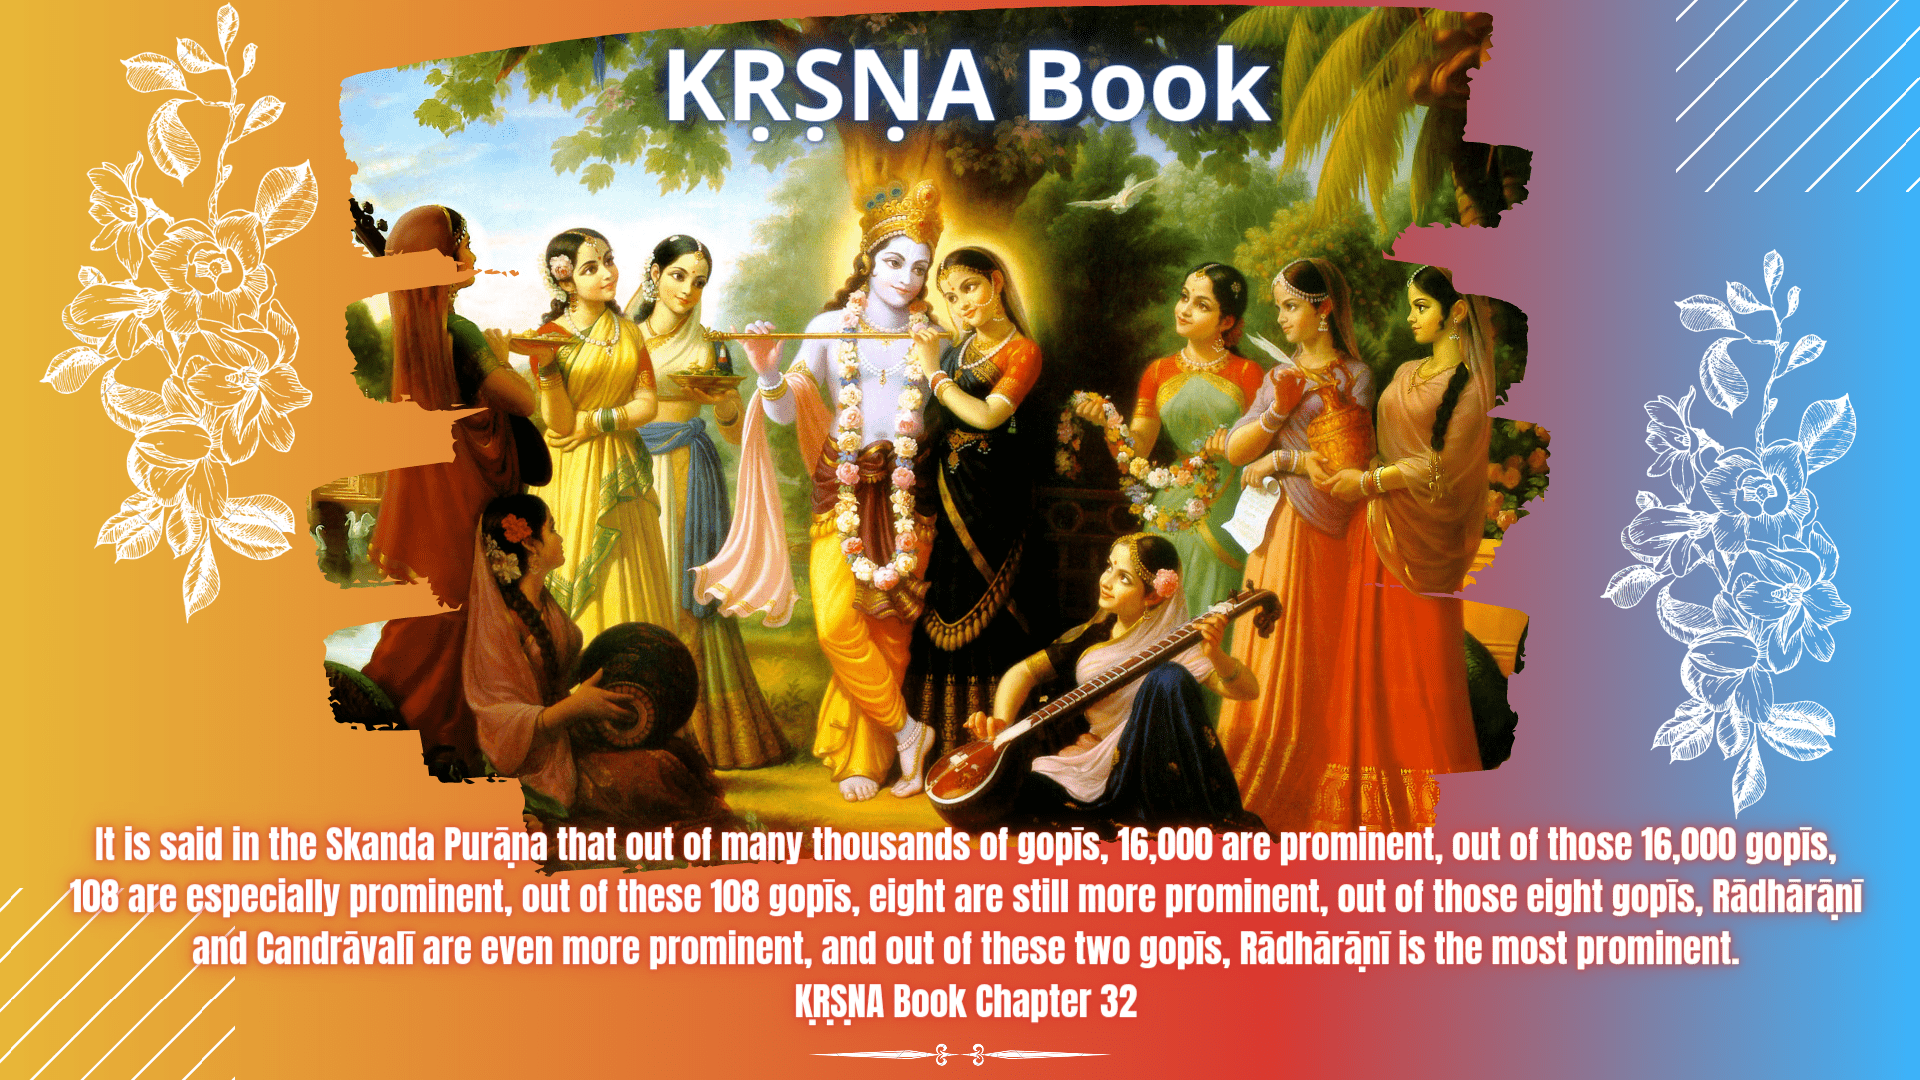 KṚṢṆA Book
It is said in the Skanda Purāṇa that out of many thousands of gopīs, 16,000 are prominent, out of those 16,000 gopīs,
108 are especially prominent, out of these 108 gopīs, eight are still more prominent, out of those eight gopīs, Rādhārāṇī
and Candrāvalī are even more prominent, and out of these two gopīs, Rādhārāṇī is the most prominent.
KṚṢṆA Book Chapter 32